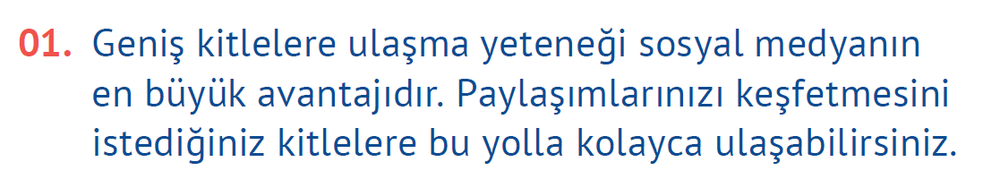 01. Geniş kitlelere ulaşma yeteneği sosyal medyanın
en büyük avantajıdır. Paylaşımlarınızı keşfetmesini
istediğiniz kitlelere bu yolla kolayca ulaşabilirsiniz.